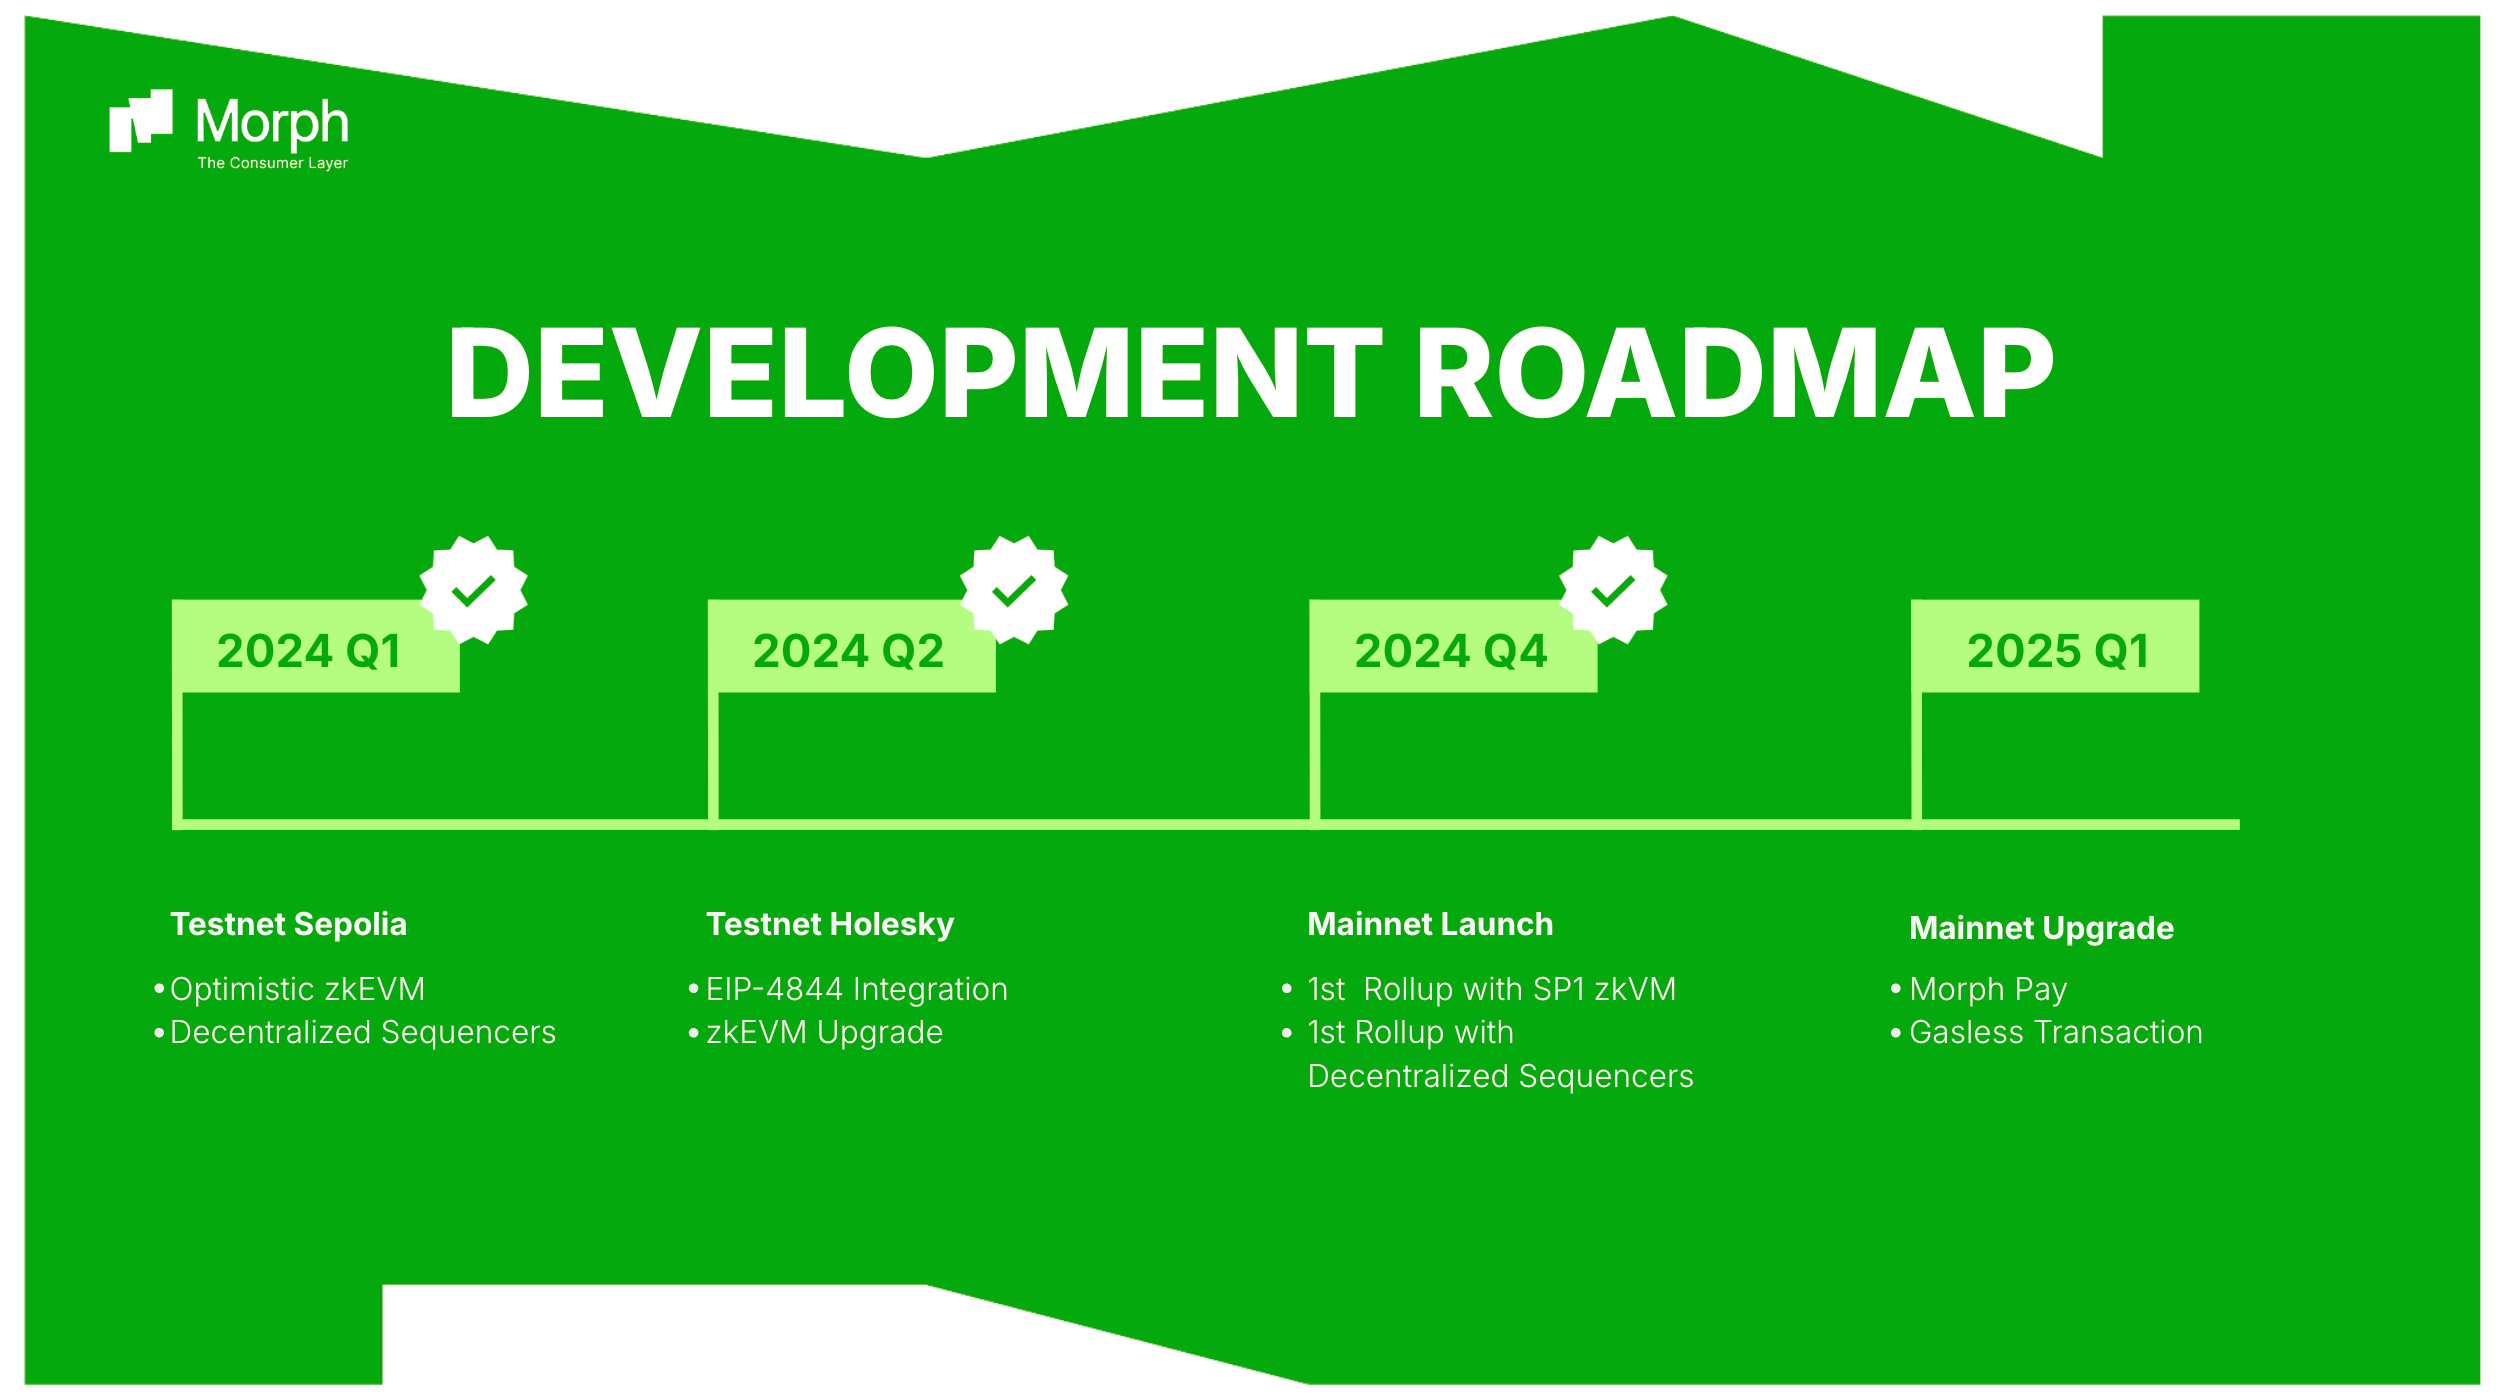 Morph
The Consumer Layer
DEVELOPMENT ROADMAP
2024 Q1
2024 Q2
2024 Q4
2025 Q1
Testnet Sepolia
• Optimistic zkEVM
• Decentralized Sequencers
Testnet Holesky
• EIP-4844 Integration
• zkEVM Upgrade
Mainnet Launch
• 1st Rollup with SP1 zkVM
• 1st Rollup with
Decentralized Sequencers
Mainnet Upgrade
• Morph Pay
• Gasless Transaction